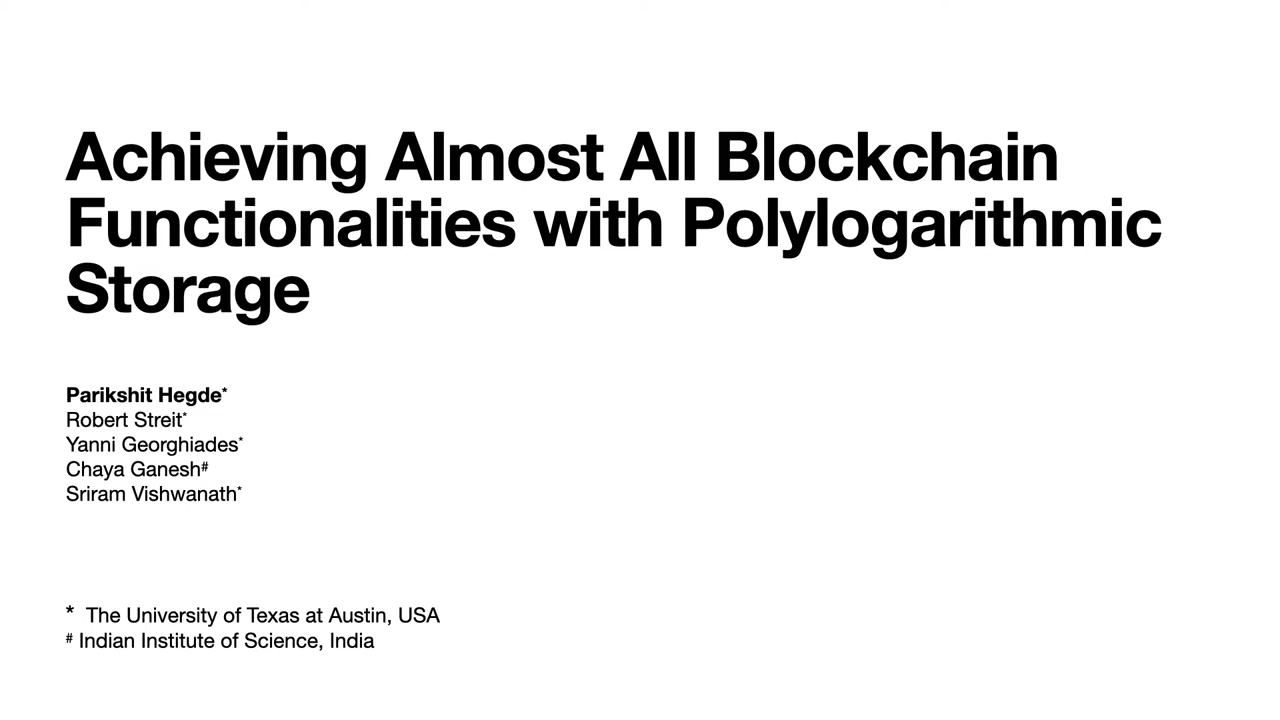 Achieving Almost All Blockchain
Functionalities with Polylogarithmic
Storage
Parikshit Hegde*
Robert Streit*
Yanni Georghiades*
Chaya Ganesh#
Sriram Vishwanath*
* The University of Texas at Austin, USA
# Indian Institute of Science, India